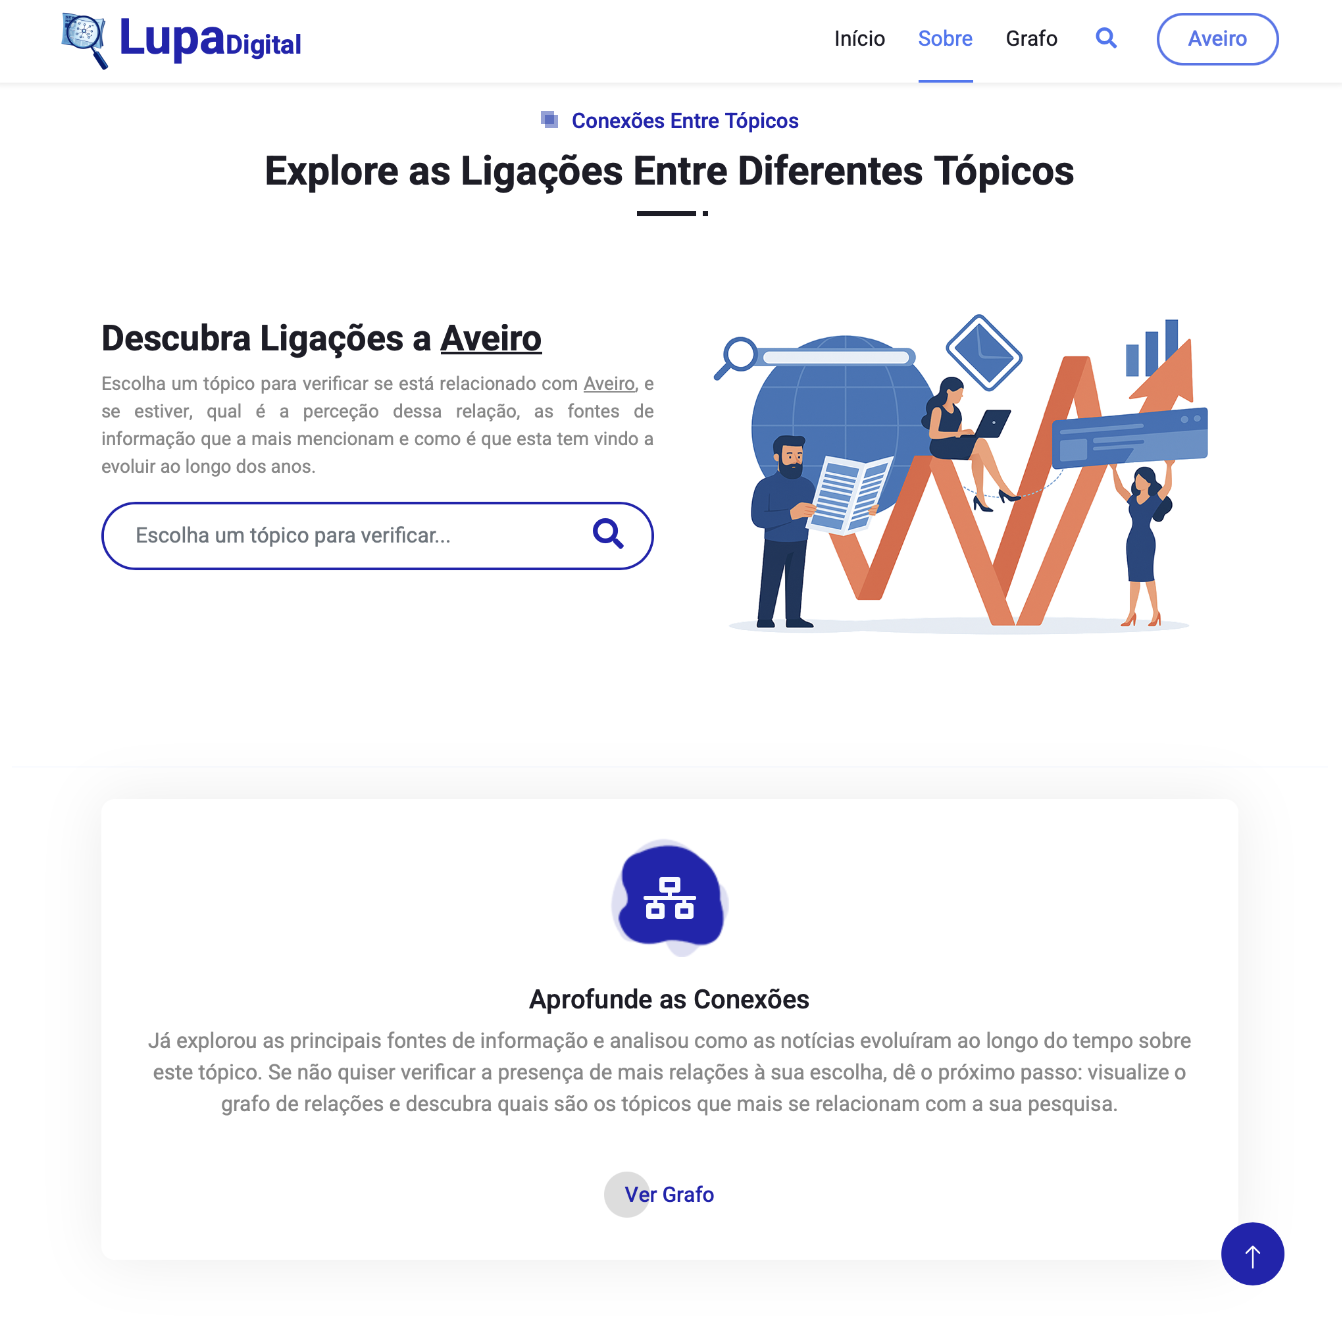 LupaDigital
Início
Sobre
Grafo
Aveiro
Conexões Entre Tópicos
Explore as Ligações Entre Diferentes Tópicos
Descubra Ligações a Aveiro
Escolha um tópico para verificar se está relacionado com Aveiro, e
se estiver, qual é a perceção dessa relação, as fontes de
informação que a mais mencionam e como é que esta tem vindo a
evoluir ao longo dos anos.
Escolha um tópico para verificar...
Aprofunde as Conexões
Já explorou as principais fontes de informação e analisou como as notícias evoluíram ao longo do tempo sobre
este tópico. Se não quiser verificar a presença de mais relações à sua escolha, dê o próximo passo: visualize o
grafo de relações e descubra quais são os tópicos que mais se relacionam com a sua pesquisa.
Ver Grafo